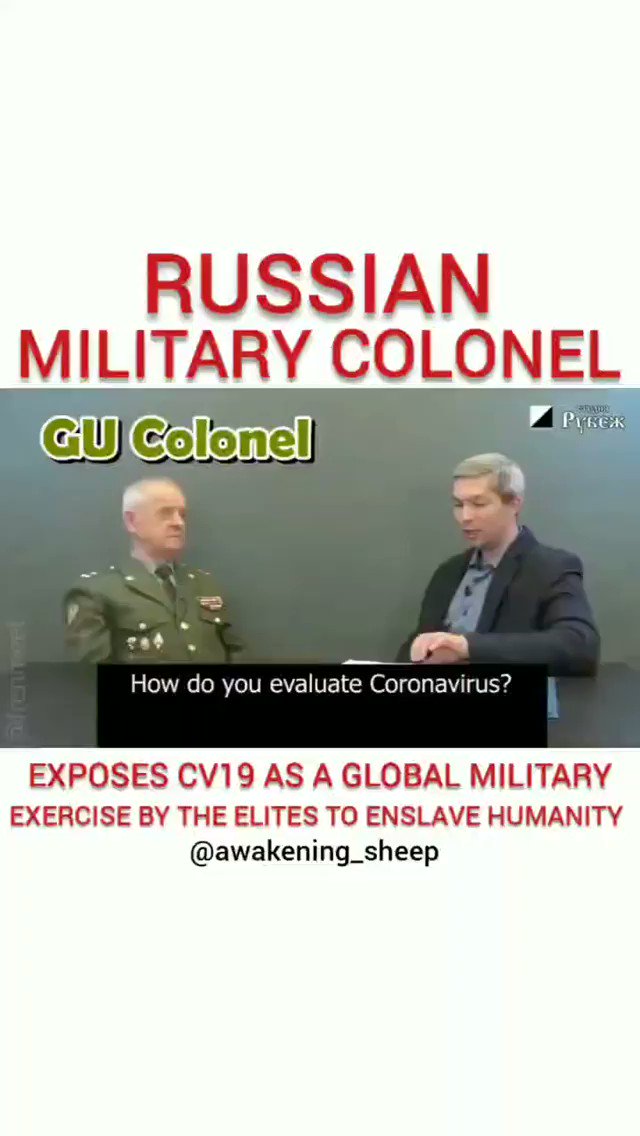 RUSSIAN
MILITARY COLONEL
GU Colonel
Рубеж
How do you evaluate Coronavirus?
EXPOSES CV19 AS A GLOBAL MILITARY
EXERCISE BY THE ELITES TO ENSLAVE HUMANITY
@awakening_sheep